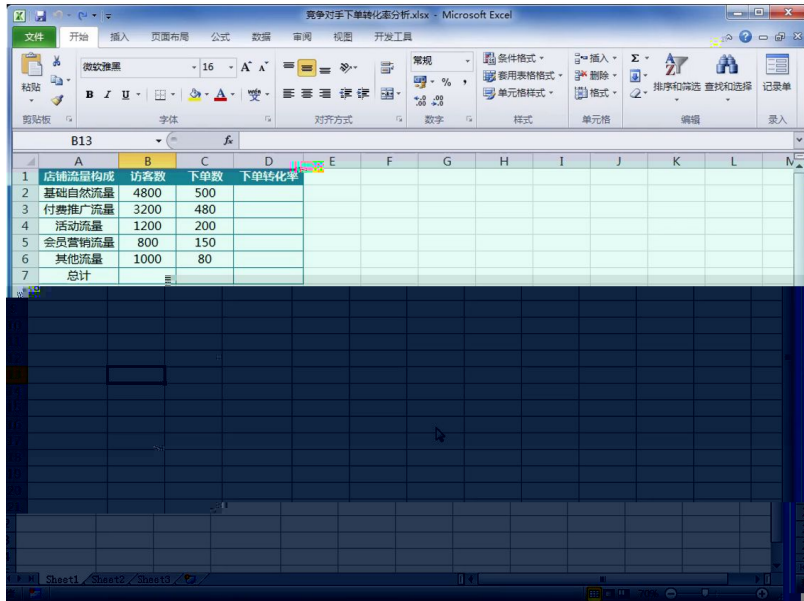 竞争对手下单转化率分析.xlsx - Microsoft Excel
文件 开始 插入 页面布局 公式 数据 审阅 视图 开发工具
微软雅黑 16 常规 条件格式 插入
套用表格格式 删除
粘贴 B I U % 单元格样式 格式 排序和筛选 查找和选择 记录单
剪贴板 字体 对齐方式 数字 样式 单元格 编辑 录入
B13 fx
A B C D E F G H I J K L
1 店铺流量构成 访客数 下单数 下单转化率
2 基础自然流量 4800 500
3 付费推广流量 3200 480
4 活动流量 1200 200
5 会员营销流量 800 150
6 其他流量 1000 80
7 总计
Sheet1 Sheet2 Sheet3